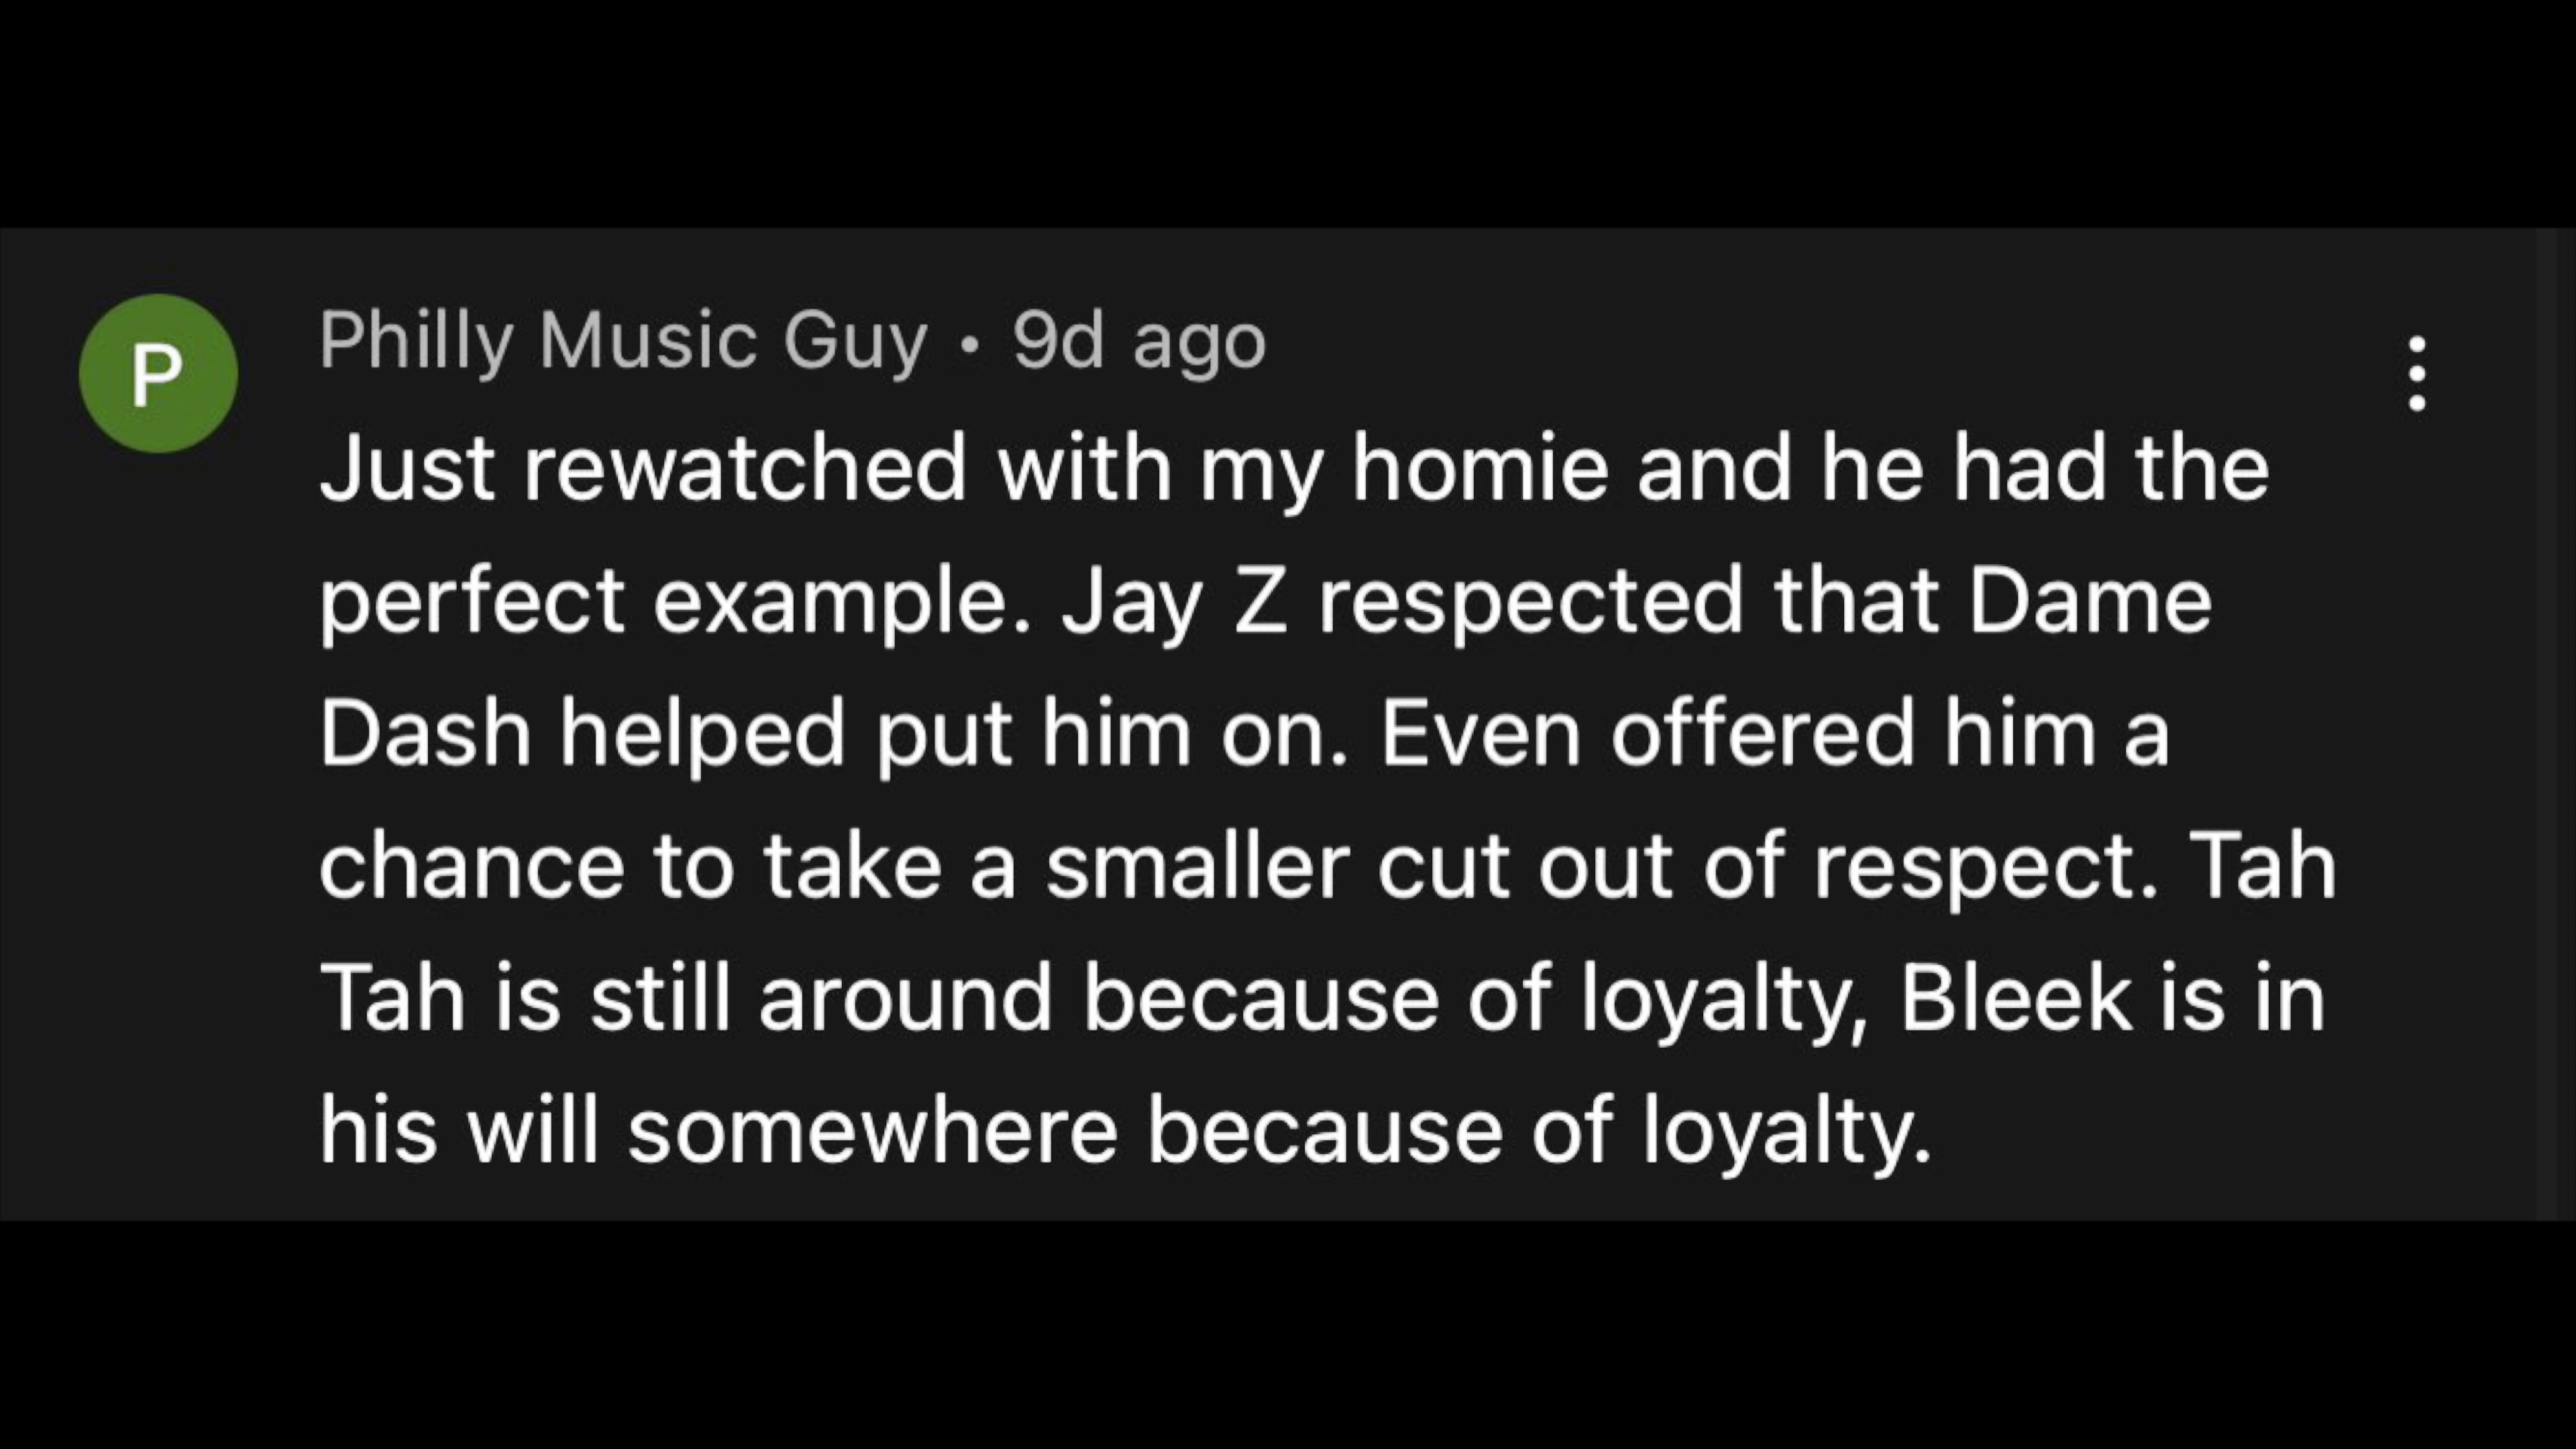 P
Philly Music Guy • 9d ago
Just rewatched with my homie and he had the
perfect example. Jay Z respected that Dame
Dash helped put him on. Even offered him a
chance to take a smaller cut out of respect. Tah
Tah is still around because of loyalty, Bleek is in
his will somewhere because of loyalty.